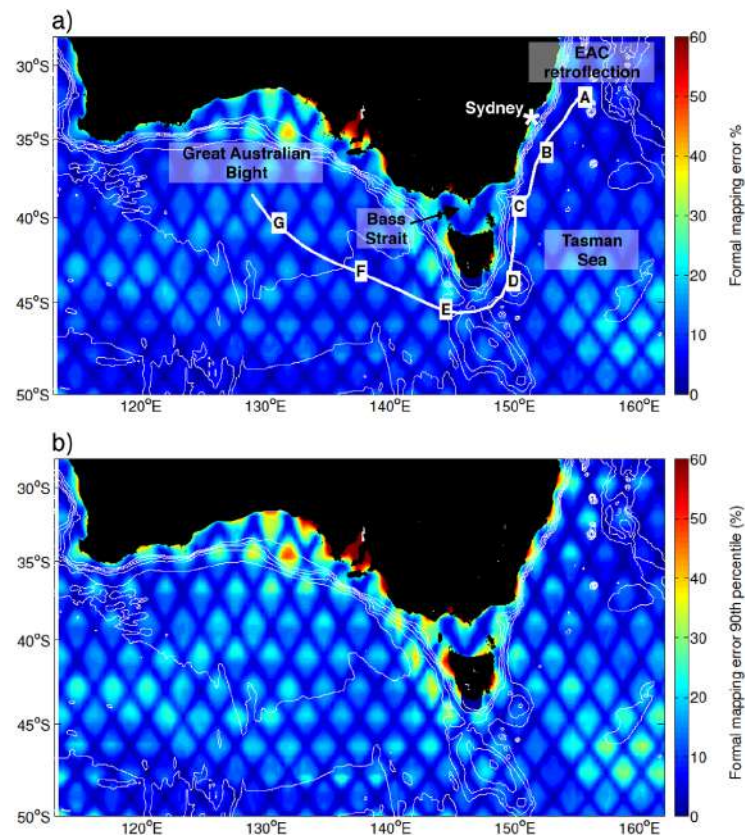 a)
EAC
retroflection
A
Sydney
B
Great Australian
Bight
C
Bass
Strait
G
Tasman
Sea
F
D
E
30°S
35°S
40°S
45°S
50°S
120°E
130°E
140°E
150°E
160°E
60
50
40
30
20
10
0
Formal mapping error %
b)
30°S
35°S
40°S
45°S
50°S
120°E
130°E
140°E
150°E
160°E
60
50
40
30
20
10
0
Formal mapping error 90th percentile (%)